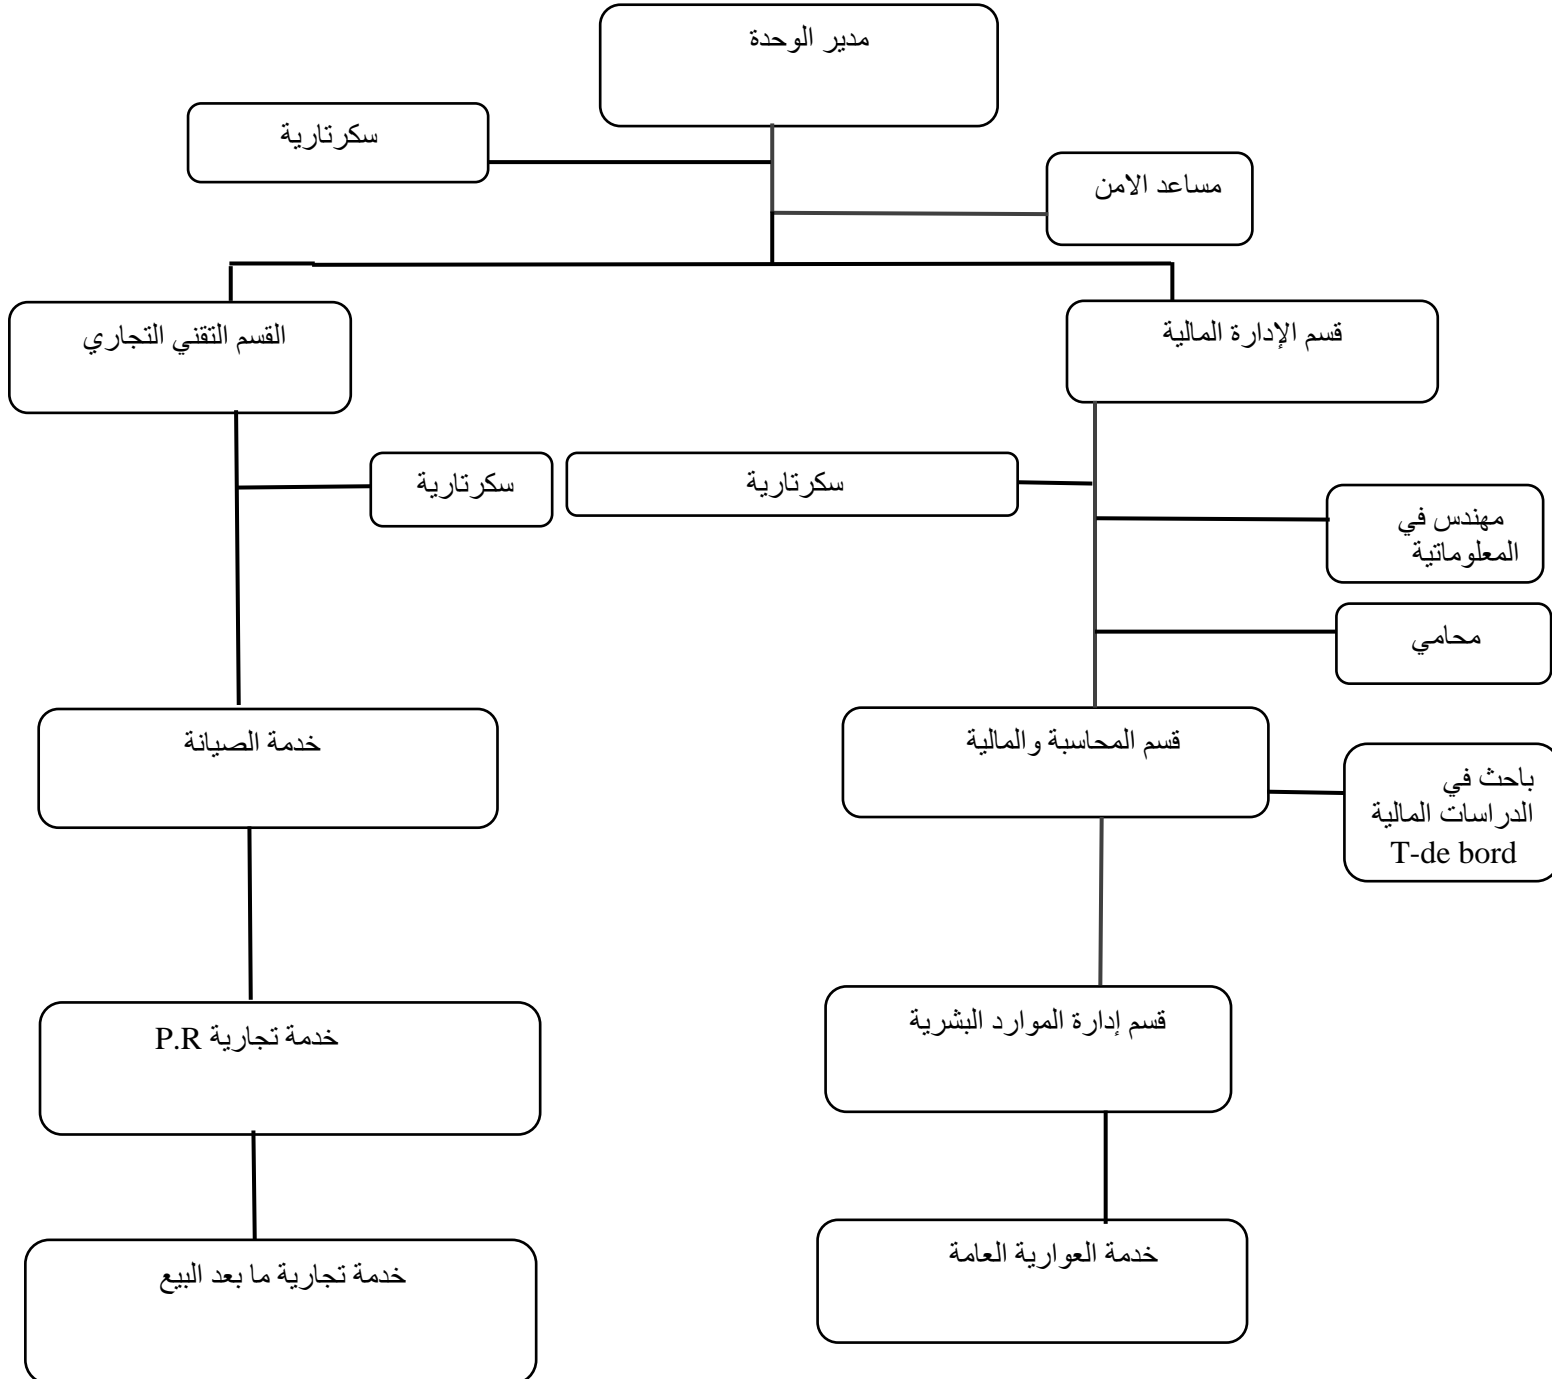 مدير الوحدة
سكرتارية
مساعد الامن
قسم الإدارة المالية
القسم التقني التجاري
سكرتارية
سكرتارية
مهندس في
المعلوماتية
محامي
قسم المحاسبة والمالية
خدمة الصيانة
باحث في
الدراسات المالية
T-de bord
قسم إدارة الموارد البشرية
خدمة تجارية P.R
خدمة العوارية العامة
خدمة تجارية ما بعد البيع